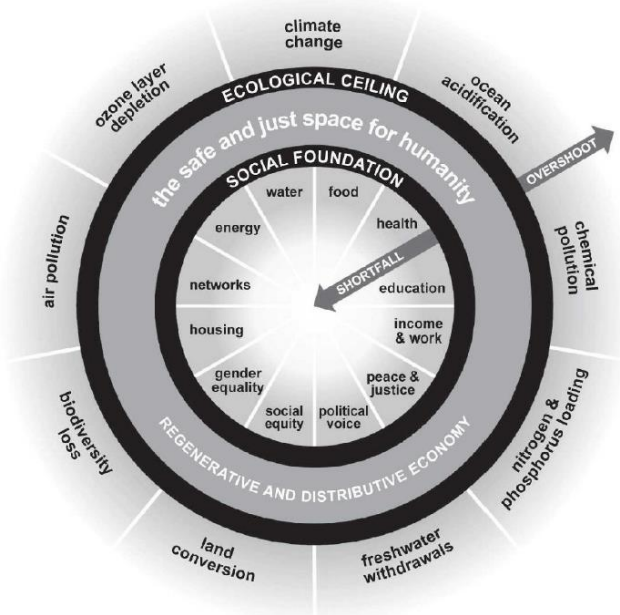 climate
change
ocean
acidification
OVERSHOOT
chemical
pollution
nitrogen &
phosphorus loading
freshwater
withdrawals
land
conversion
biodiversity
loss
air pollution
ozone layer
depletion
ECOLOGICAL CEILING
the safe and just space for humanity
SOCIAL FOUNDATION
water
food
health
SHORTFALL
education
income
& work
peace &
justice
political
voice
social
equity
gender
equality
housing
networks
energy
REGENERATIVE AND DISTRIBUTIVE ECONOMY